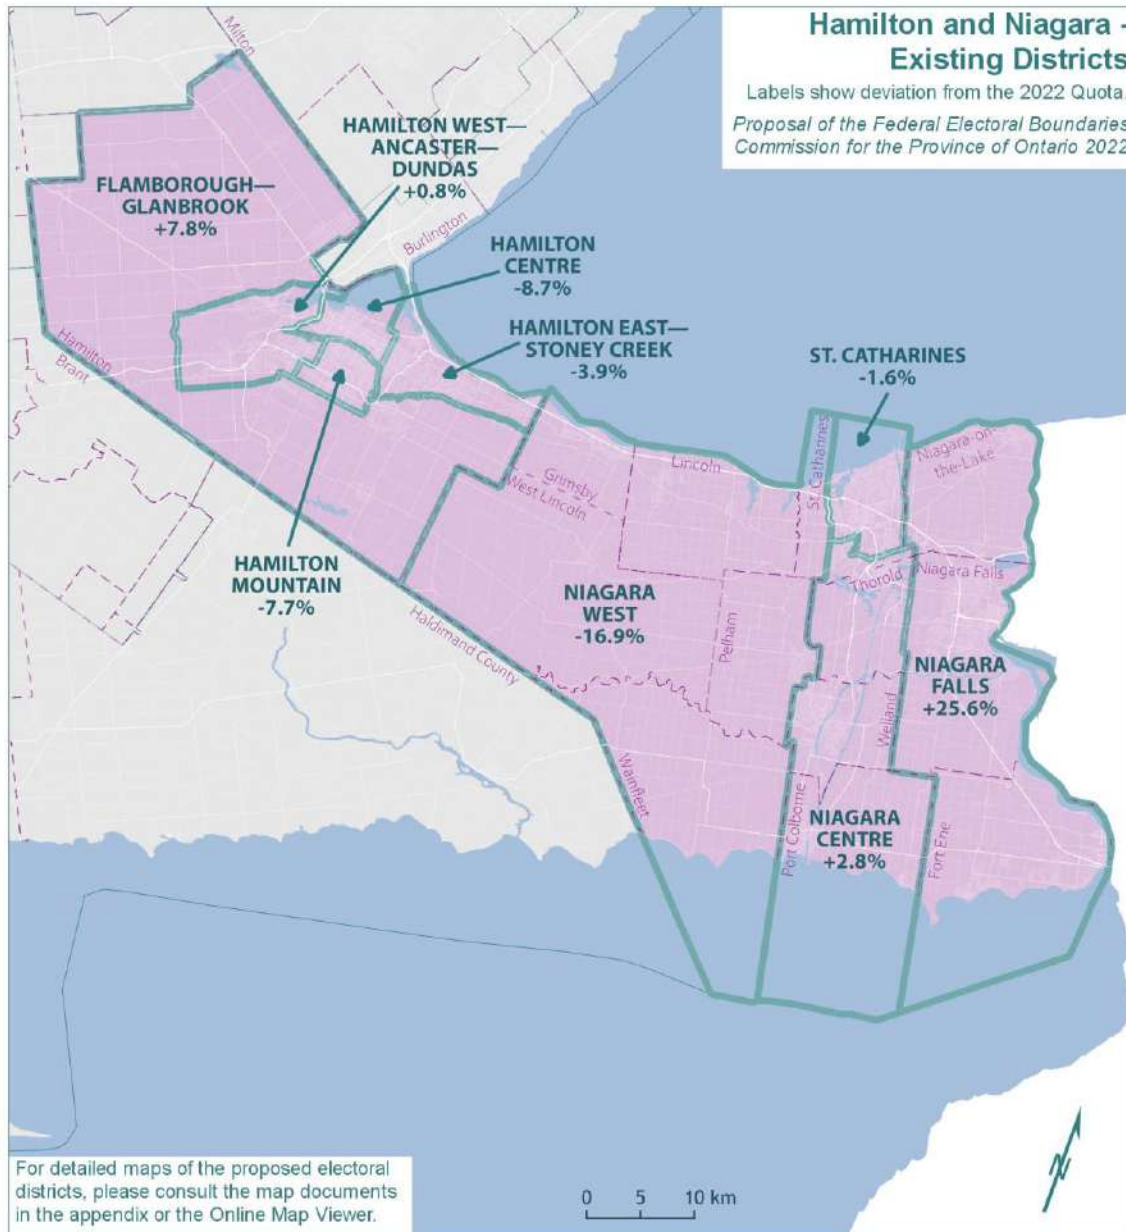 Hamilton and Niagara -
Existing Districts
Labels show deviation from the 2022 Quota.
Proposal of the Federal Electoral Boundaries
Commission for the Province of Ontario 2022
Milton
HAMILTON WEST—
ANCASTER—
DUNDAS
+0.8%
FLAMBOROUGH—
GLANBROOK
+7.8%
Burlington
HAMILTON
CENTRE
-8.7%
HAMILTON EAST—
STONEY CREEK
-3.9%
ST. CATHARINES
-1.6%
Hamilton
Brant
St. Catharines
Niagara-on-
the-Lake
Lincoln
Grimsby
West Lincoln
HAMILTON
MOUNTAIN
-7.7%
Thorold
Niagara Falls
NIAGARA
WEST
-16.9%
Haldimand County
Pelham
NIAGARA
FALLS
+25.6%
Welland
Wainfleet
Port Colborne
NIAGARA
CENTRE
+2.8%
Fort Erie
For detailed maps of the proposed electoral
districts, please consult the map documents
in the appendix or the Online Map Viewer.
0 5 10 km
N